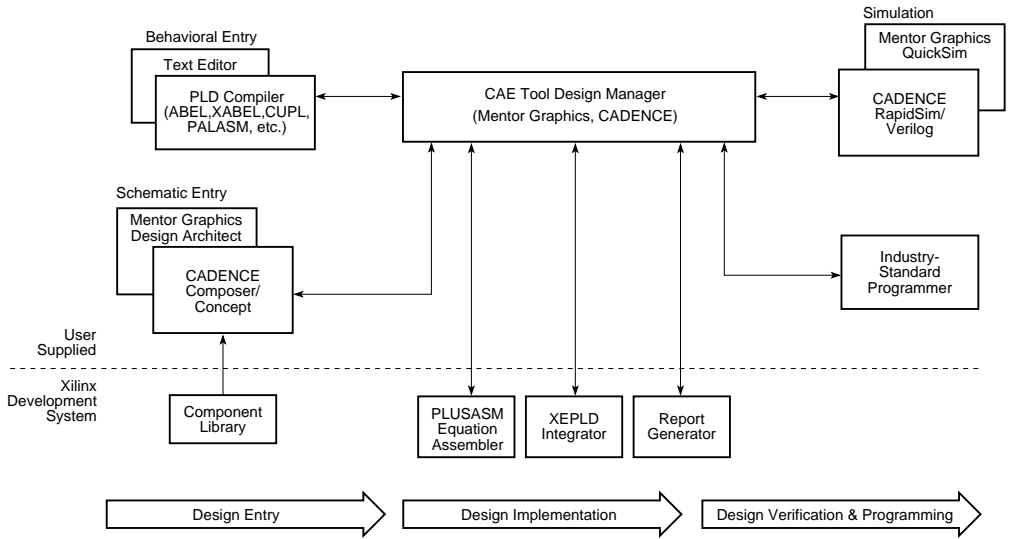 Behavioral Entry
Text Editor
PLD Compiler
(ABEL,XABEL,CUPL,
PALASM, etc.)
CAE Tool Design Manager
(Mentor Graphics, CADENCE)
Simulation
Mentor Graphics
QuickSim
CADENCE
RapidSim/
Verilog
Schematic Entry
Mentor Graphics
Design Architect
CADENCE
Composer/
Concept
Industry-
Standard
Programmer
User
Supplied
Xilinx
Development
System
Component
Library
PLUSASM
Equation
Assembler
XEPLD
Integrator
Report
Generator
Design Entry
Design Implementation
Design Verification & Programming